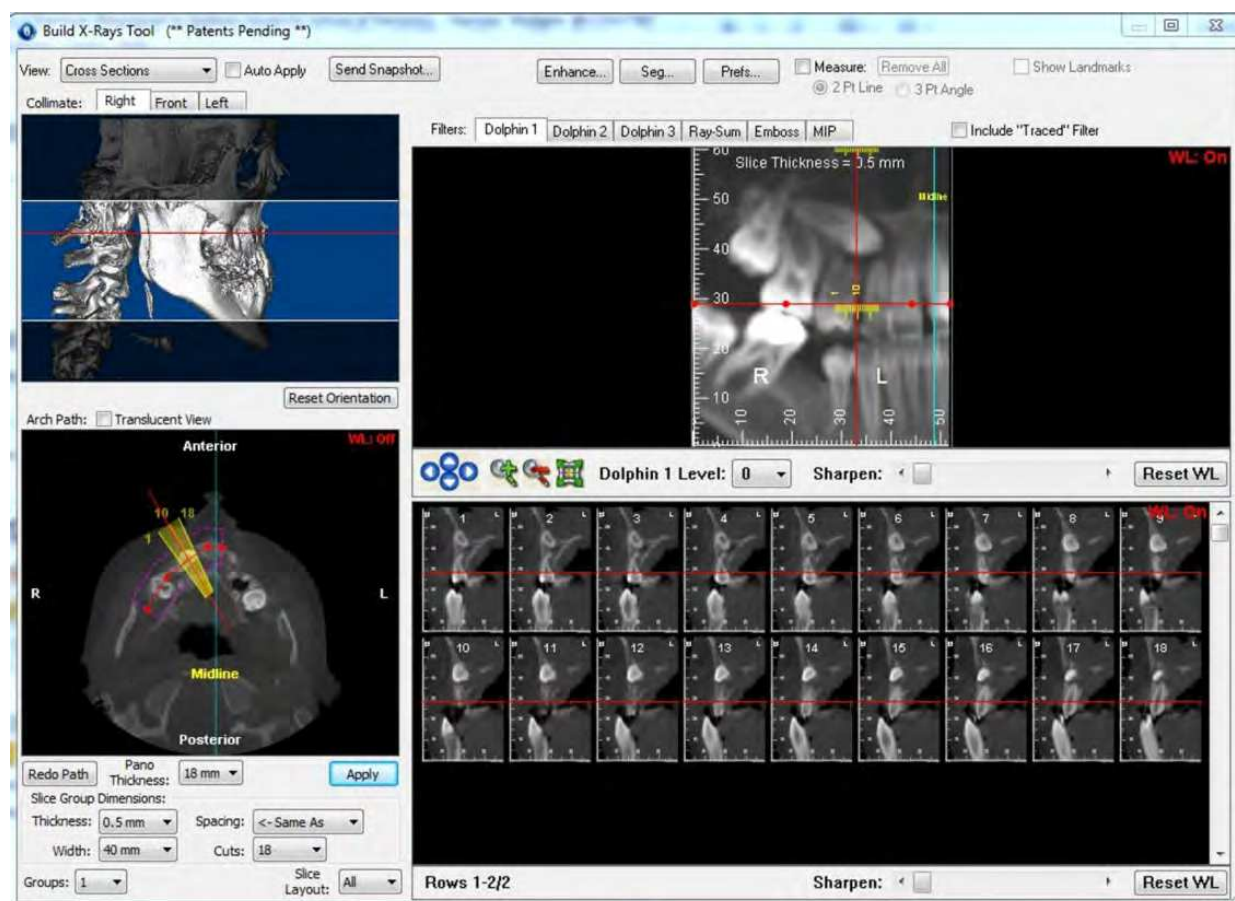 Build X-Rays Tool (** Patents Pending **)
View: Cross Sections Auto Apply Send Snapshot... Enhance... Seg... Prefs... Measure: Remove All Show Landmarks
2 Pt Line 3 Pt Angle
Collimate: Right Front Left
Filters: Dolphin 1 Dolphin 2 Dolphin 3 Ray-Sum Emboss MIP Include "Traced" Filter
60 Slice Thickness = 0.5 mm WL: On
50 Midline
40
30 1 10
20
R L
10
10 20 30 40 50
Reset Orientation
Arch Path: Translucent View
WL: Off
Anterior
10 18
1
R L
Midline
Posterior
Dolphin 1 Level: 0 Sharpen: Reset WL
WL: On
1 2 3 4 5 6 7 8 9
10 11 12 13 14 15 16 17 18
Redo Path Pano Thickness: 18 mm Apply
Slice Group Dimensions:
Thickness: 0.5 mm Spacing: <- Same As
Width: 40 mm Cuts: 18
Groups: 1 Slice Layout: All
Rows 1-2/2 Sharpen: Reset WL